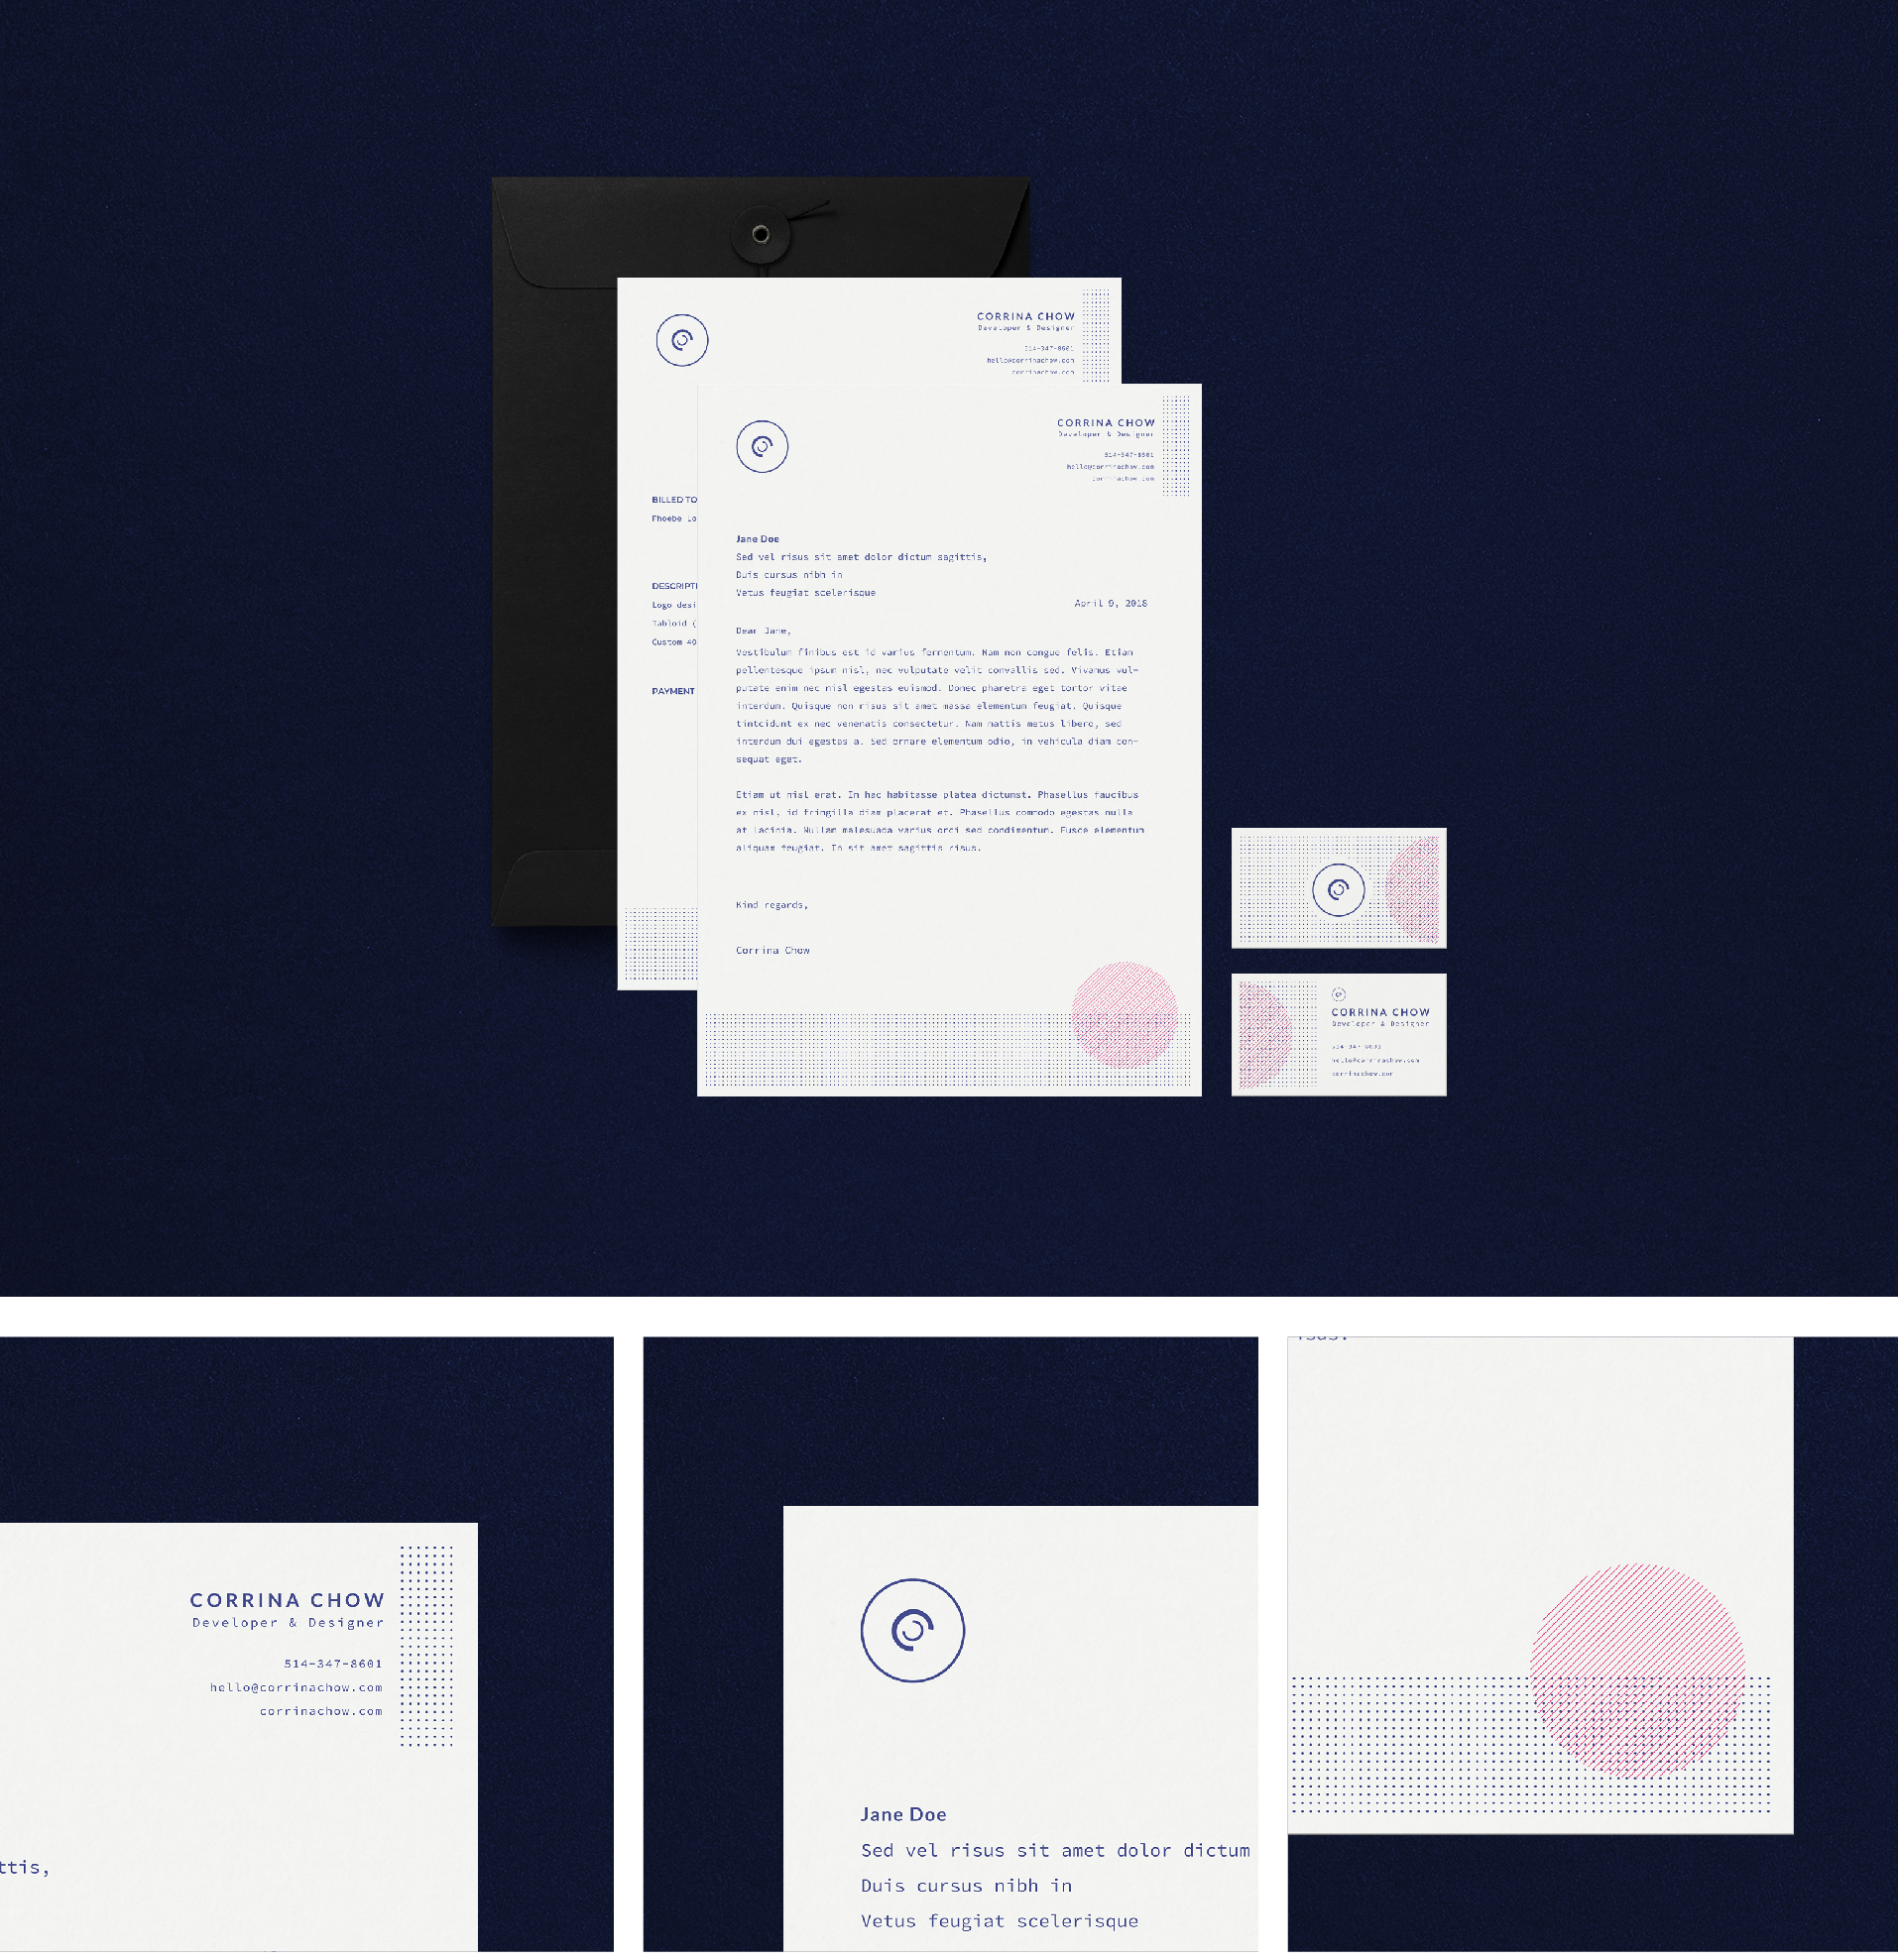 CORRINA CHOW
Developer & Designer
514-347-8601
hello@corrinachow.com
corrinachow.com
BILLED TO
Phoebe Lo
DESCRIPTI
Logo desi
Tabloid (
Custom 40
PAYMENT
CORRINA CHOW
Developer & Designer
514-347-8601
hello@corrinachow.com
corrinachow.com
Jane Doe
Sed vel risus sit amet dolor dictum sagittis,
Duis cursus nibh in
Vetus feugiat scelerisque
April 9, 2018
Dear Jane,
Vestibulum finibus est id varius fermentum. Nam non congue felis. Etiam
pellentesque ipsum nisl, nec vulputate velit convallis sed. Vivamus vul-
putate enim nec nisl egestas euismod. Donec pharetra eget tortor vitae
interdum. Quisque non risus sit amet massa elementum feugiat. Quisque
tintcidunt ex nec venenatis consectetur. Nam mattis metus libero, sed
interdum dui egestas a. Sed ornare elementum odio, in vehicula diam con-
sequat eget.
Etiam ut nisl erat. In hac habitasse platea dictumst. Phasellus faucibus
ex nisl, id fringilla diam placerat et. Phasellus commodo egestas nulla
at lacinia. Nullam malesuada varius orci sed condimentum. Fusce elementum
aliquam feugiat. In sit amet sagittis risus.
Kind regards,
Corrina Chow
CORRINA CHOW
Developer & Designer
514-347-8601
hello@corrinachow.com
corrinachow.com
CORRINA CHOW
Developer & Designer
514-347-8601
hello@corrinachow.com
corrinachow.com
ttis,
Jane Doe
Sed vel risus sit amet dolor dictum
Duis cursus nibh in
Vetus feugiat scelerisque
risus.